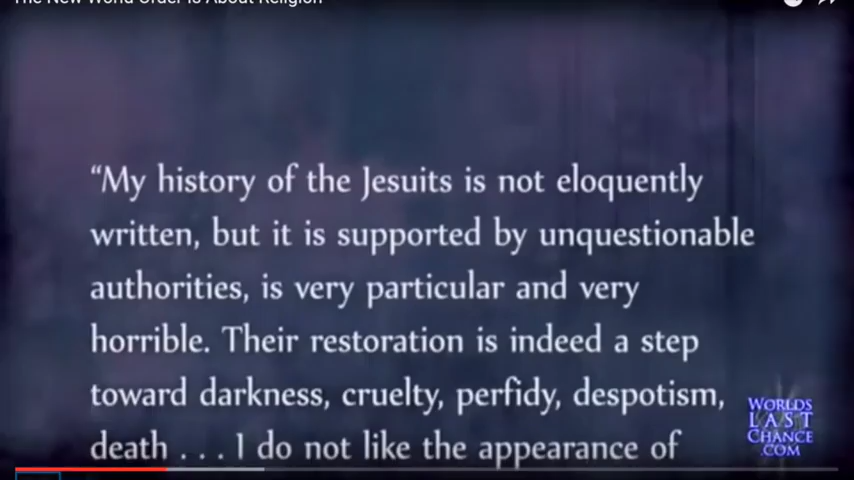 The New World Order is About Religion
“My history of the Jesuits is not eloquently
written, but it is supported by unquestionable
authorities, is very particular and very
horrible. Their restoration is indeed a step
toward darkness, cruelty, perfidy, despotism,
death . . . I do not like the appearance of
WORLDS
LAST
CHANCE
.COM